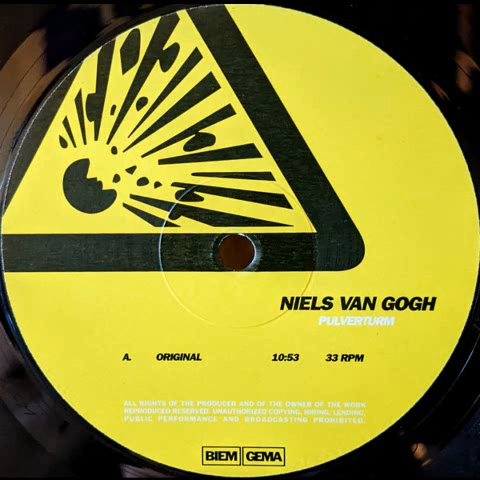 NIELS VAN GOGH
PULVERTURM
A. ORIGINAL 10:53 33 RPM
ALL RIGHTS OF THE PRODUCER AND OF THE OWNER OF THE WORK
REPRODUCED RESERVED. UNAUTHORIZED COPYING, HIRING, LENDING,
PUBLIC PERFORMANCE AND BROADCASTING PROHIBITED.
BIEM GEMA